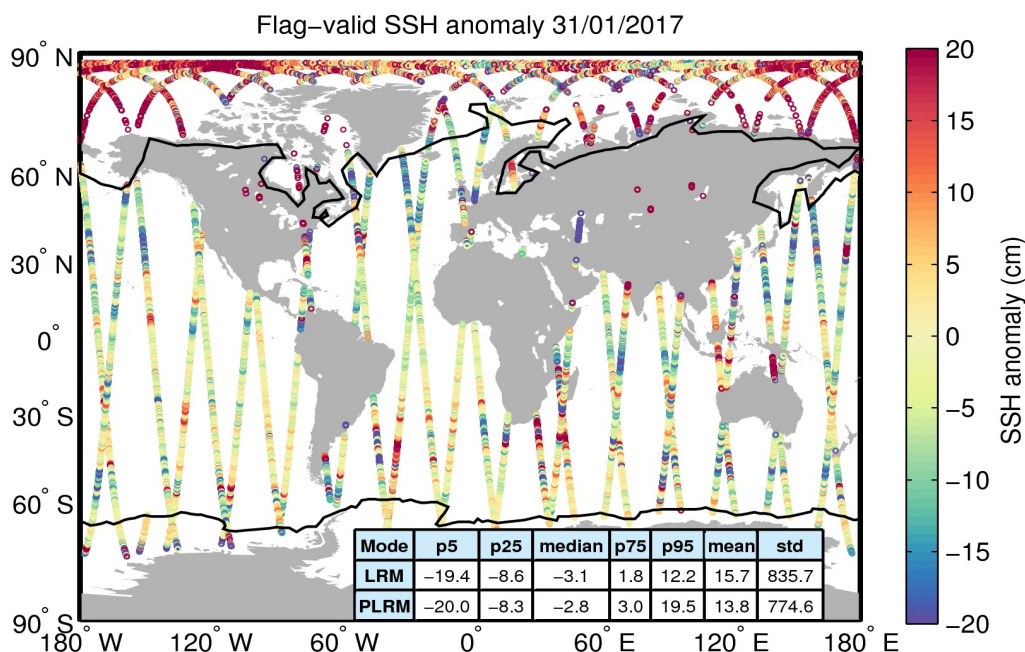 Flag−valid SSH anomaly 31/01/2017
90° N
60° N
30° N
0°
30° S
60° S
90° S
180° W
120° W
60° W
0°
60° E
120° E
180° E
Mode p5 p25 median p75 p95 mean std
LRM −19.4 −8.6 −3.1 1.8 12.2 15.7 835.7
PLRM −20.0 −8.3 −2.8 3.0 19.5 13.8 774.6
20
15
10
5
0
−5
−10
−15
−20
SSH anomaly (cm)